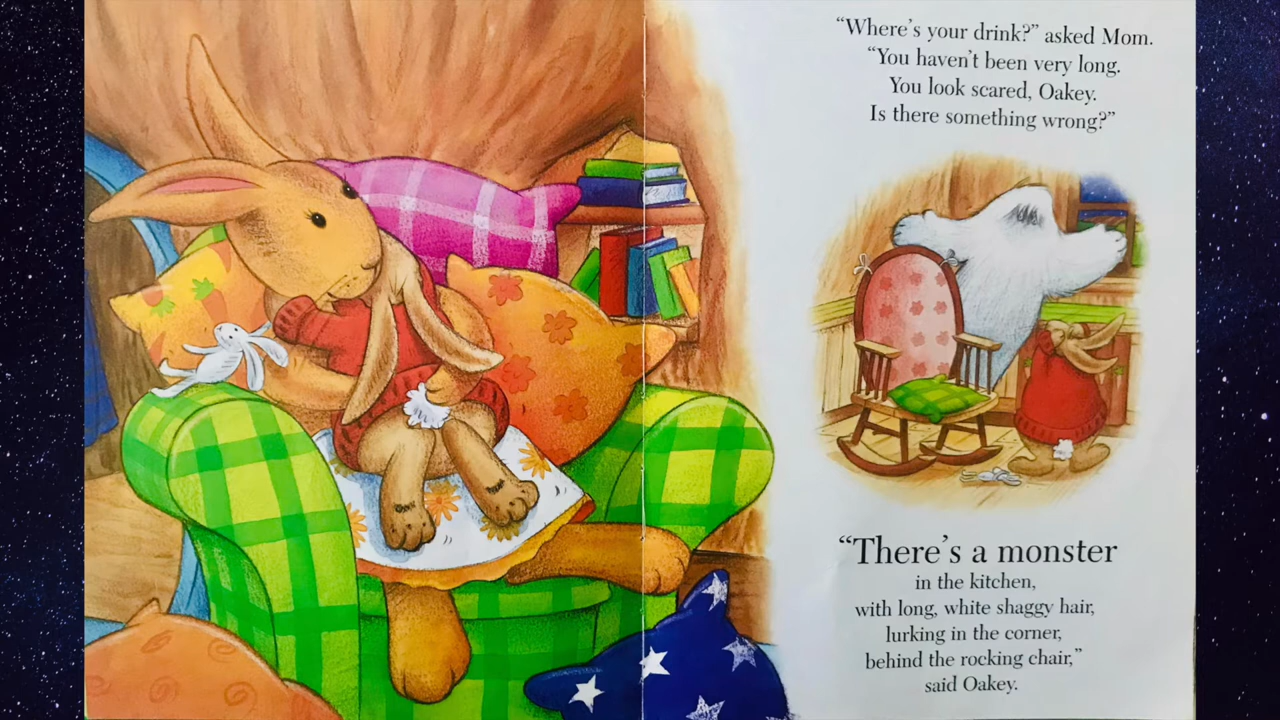 “Where’s your drink?” asked Mom.
“You haven’t been very long.
You look scared, Oakey.
Is there something wrong?”
“There’s a monster
in the kitchen,
with long, white shaggy hair,
lurking in the corner,
behind the rocking chair,”
said Oakey.